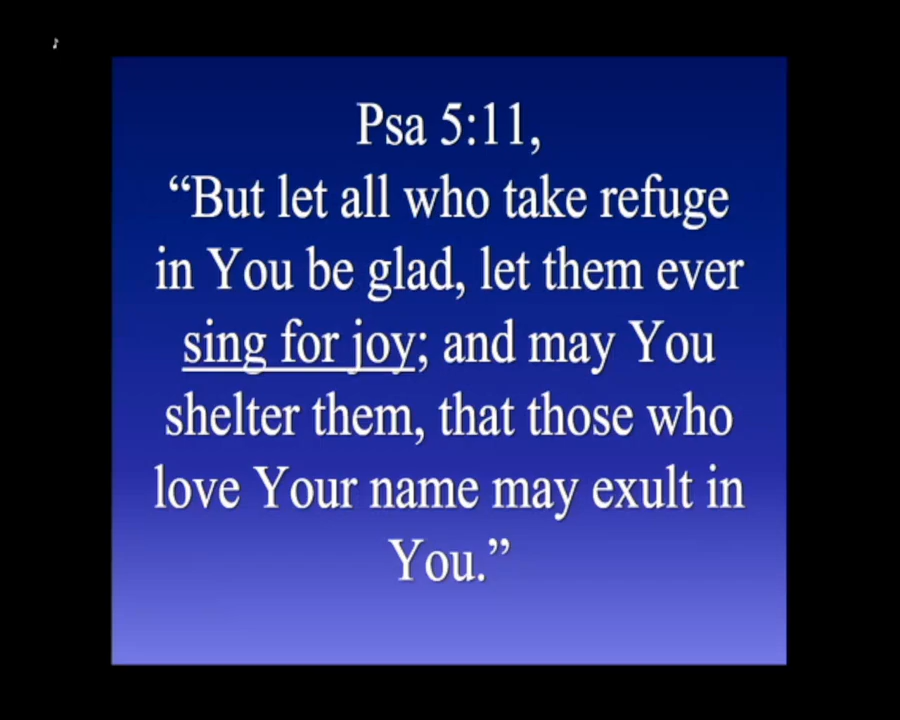 Psa 5:11,
“But let all who take refuge
in You be glad, let them ever
sing for joy; and may You
shelter them, that those who
love Your name may exult in
You.”